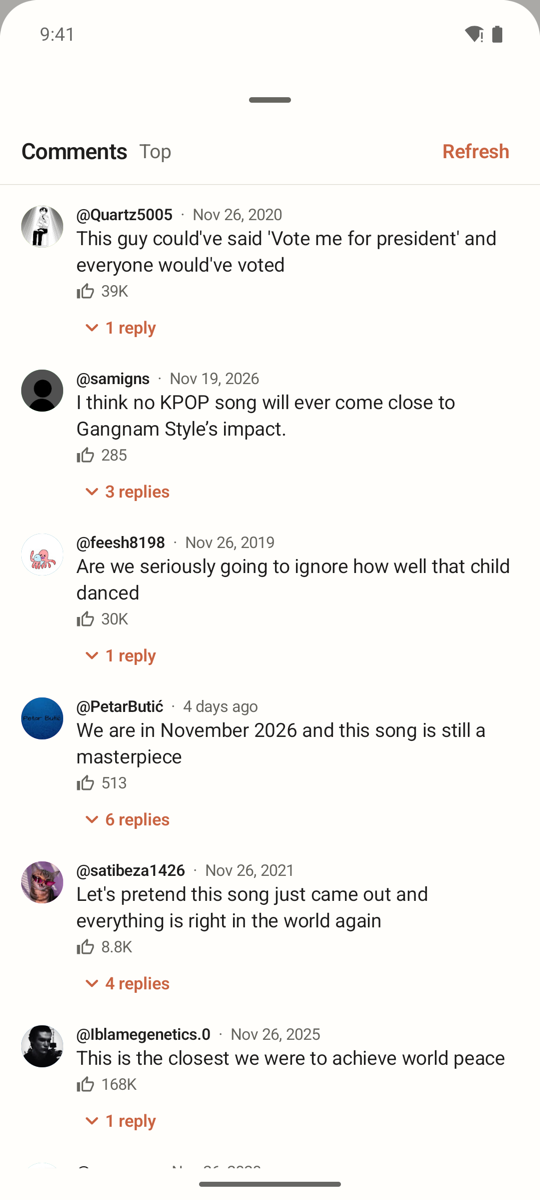 9:41
Comments Top Refresh
@Quartz5005 · Nov 26, 2020
This guy could've said 'Vote me for president' and
everyone would've voted
39K
1 reply
@samigns · Nov 19, 2026
I think no KPOP song will ever come close to
Gangnam Style’s impact.
285
3 replies
@feesh8198 · Nov 26, 2019
Are we seriously going to ignore how well that child
danced
30K
1 reply
@PetarButić · 4 days ago
Petar Butić
We are in November 2026 and this song is still a
masterpiece
513
6 replies
@satibeza1426 · Nov 26, 2021
Let's pretend this song just came out and
everything is right in the world again
8.8K
4 replies
@Iblamegenetics.0 · Nov 26, 2025
This is the closest we were to achieve world peace
168K
1 reply